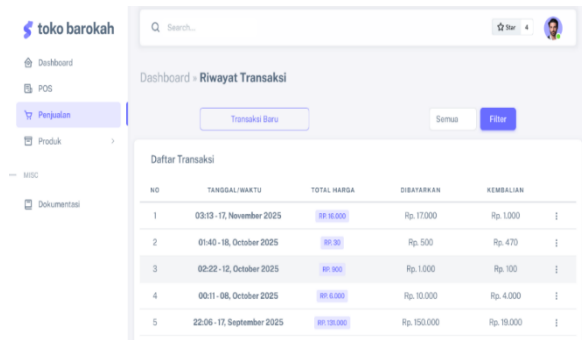 toko barokah
Search...
Star 4
Dashboard
POS
Penjualan
Produk
MISC
Dokumentasi
Dashboard » Riwayat Transaksi
Transaksi Baru
Semua
Filter
Daftar Transaksi
NO TANGGAL/WAKTU TOTAL HARGA DIBAYARKAN KEMBALIAN
1 03:13 - 17, November 2025 RP. 16.000 Rp. 17.000 Rp. 1.000
2 01:40 - 18, October 2025 RP. 30 Rp. 500 Rp. 470
3 02:22 - 12, October 2025 RP. 900 Rp. 1.000 Rp. 100
4 00:11 - 08, October 2025 RP. 6.000 Rp. 10.000 Rp. 4.000
5 22:06 - 17, September 2025 RP. 131.000 Rp. 150.000 Rp. 19.000